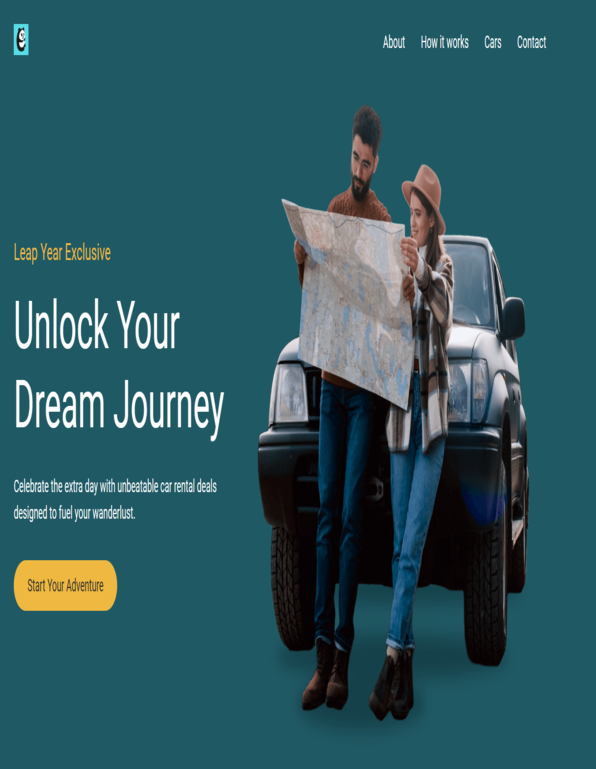 About How it works Cars Contact
Leap Year Exclusive
Unlock Your
Dream Journey
Celebrate the extra day with unbeatable car rental deals
designed to fuel your wanderlust.
Start Your Adventure